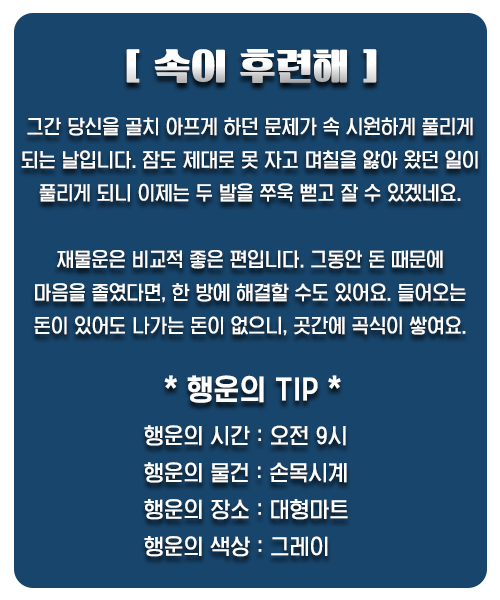 [ 속이 후련해 ]
그간 당신을 골치 아프게 하던 문제가 속 시원하게 풀리게
되는 날입니다. 잠도 제대로 못 자고 며칠을 앓아 왔던 일이
풀리게 되니 이제는 두 발을 쭈욱 뻗고 잘 수 있겠네요.
재물운은 비교적 좋은 편입니다. 그동안 돈 때문에
마음을 졸였다면, 한 방에 해결할 수도 있어요. 들어오는
돈이 있어도 나가는 돈이 없으니, 곳간에 곡식이 쌓여요.
* 행운의 TIP *
행운의 시간 : 오전 9시
행운의 물건 : 손목시계
행운의 장소 : 대형마트
행운의 색상 : 그레이